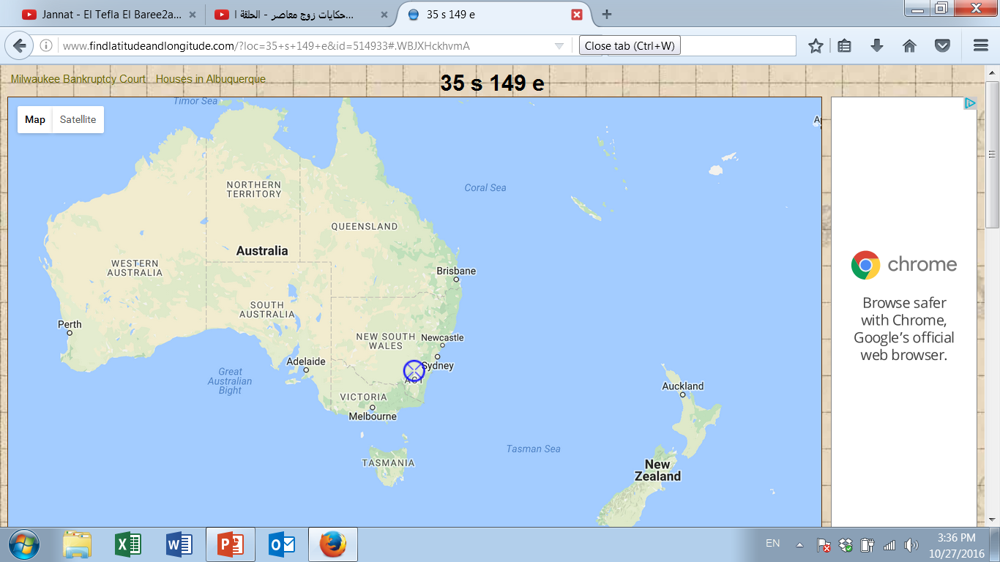 Jannat - El Tefla El Baree2a...
حكايات زوج معاصر - الحلقة ا...
35 s 149 e
www.findlatitudeandlongitude.com/?loc=35+s+149+e&id=514933#.WBJXHckhvmA
Close tab (Ctrl+W)
Milwaukee Bankruptcy Court Houses in Albuquerque
35 s 149 e
Map Satellite
Timor Sea
NORTHERN
TERRITORY
Coral Sea
QUEENSLAND
Australia
WESTERN
AUSTRALIA
Brisbane
SOUTH
AUSTRALIA
Perth
NEW SOUTH
WALES
Newcastle
Adelaide
Sydney
Great
Australian
Bight
ACT
VICTORIA
Melbourne
Auckland
Tasman Sea
TASMANIA
New
Zealand
chrome
Browse safer
with Chrome,
Google's official
web browser.
EN
3:36 PM
10/27/2016